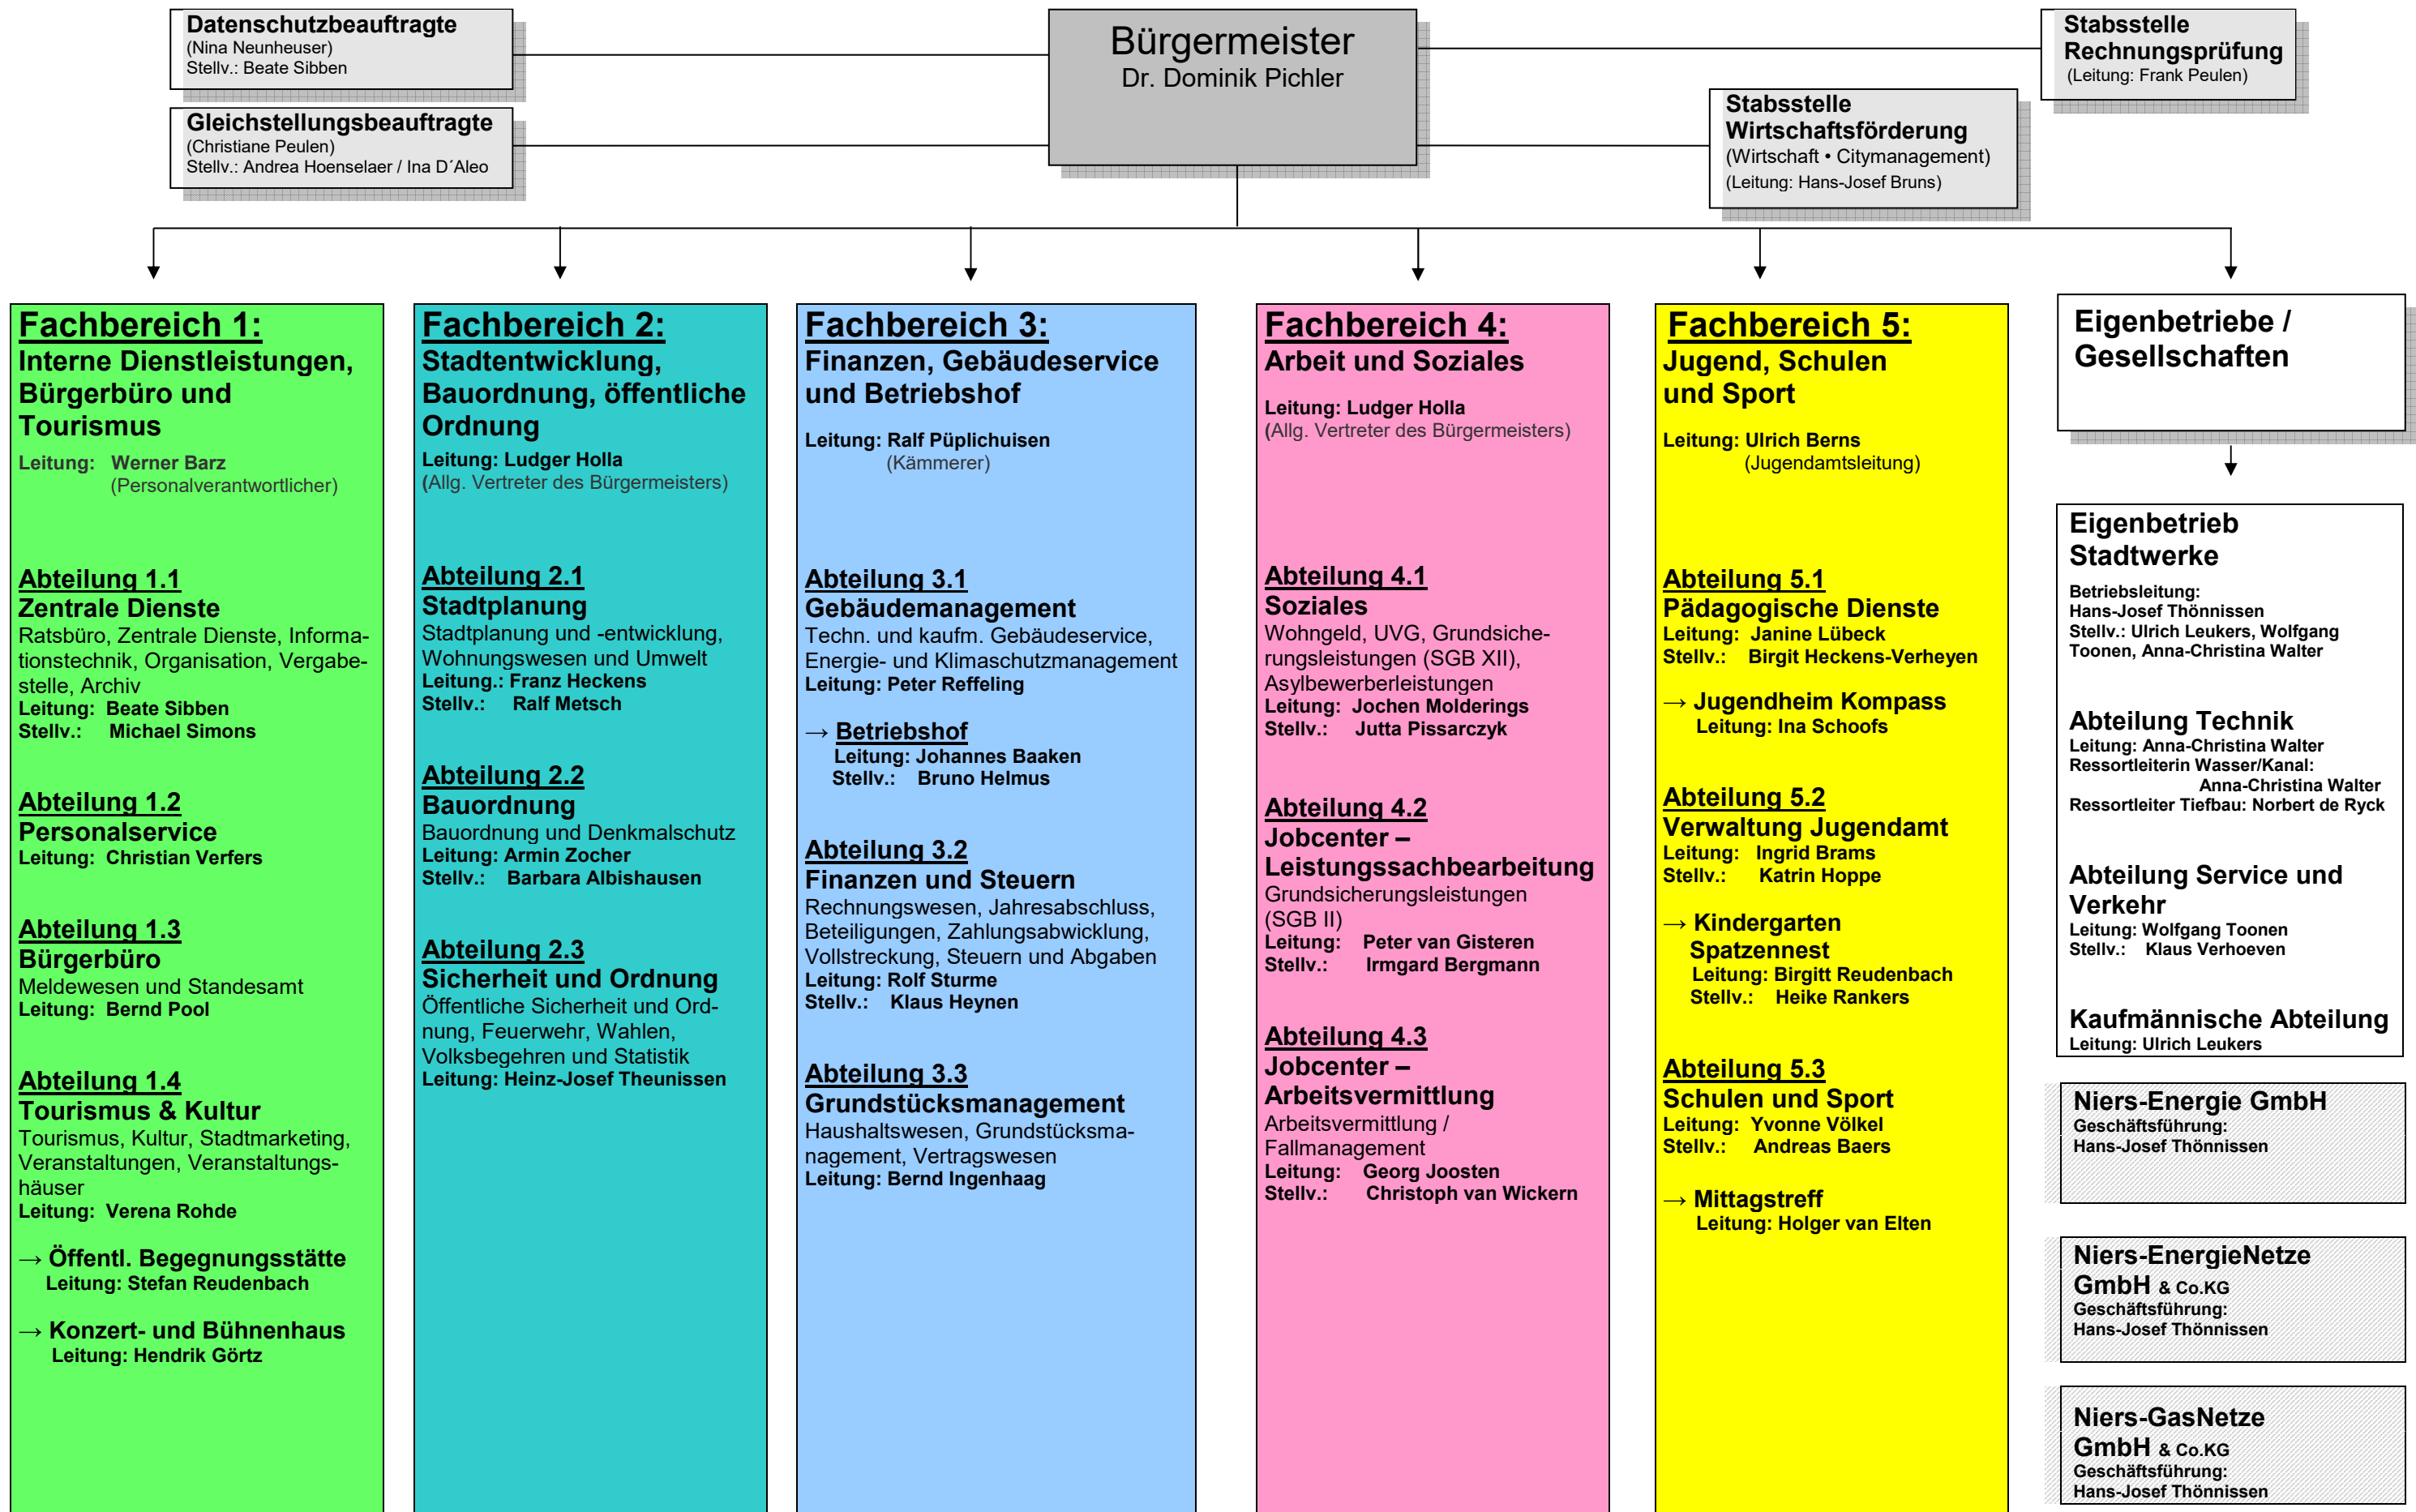 Datenschutzbeauftragte
(Nina Neunheuser)
Stellv.: Beate Sibben
Gleichstellungsbeauftragte
(Christiane Peulen)
Stellv.: Andrea Hoenselaer / Ina D´Aleo
Bürgermeister
Dr. Dominik Pichler
Stabsstelle
Rechnungsprüfung
(Leitung: Frank Peulen)
Stabsstelle
Wirtschaftsförderung
(Wirtschaft • Citymanagement)
(Leitung: Hans-Josef Bruns)
Fachbereich 1:
Interne Dienstleistungen,
Bürgerbüro und
Tourismus
Leitung: Werner Barz
(Personalverantwortlicher)
Abteilung 1.1
Zentrale Dienste
Ratsbüro, Zentrale Dienste, Informa-
tionstechnik, Organisation, Vergabe-
stelle, Archiv
Leitung: Beate Sibben
Stellv.: Michael Simons
Abteilung 1.2
Personalservice
Leitung: Christian Verfers
Abteilung 1.3
Bürgerbüro
Meldewesen und Standesamt
Leitung: Bernd Pool
Abteilung 1.4
Tourismus & Kultur
Tourismus, Kultur, Stadtmarketing,
Veranstaltungen, Veranstaltungs-
häuser
Leitung: Verena Rohde
→ Öffentl. Begegnungsstätte
Leitung: Stefan Reudenbach
→ Konzert- und Bühnenhaus
Leitung: Hendrik Görtz
Fachbereich 2:
Stadtentwicklung,
Bauordnung, öffentliche
Ordnung
Leitung: Ludger Holla
(Allg. Vertreter des Bürgermeisters)
Abteilung 2.1
Stadtplanung
Stadtplanung und -entwicklung,
Wohnungswesen und Umwelt
Leitung.: Franz Heckens
Stellv.: Ralf Metsch
Abteilung 2.2
Bauordnung
Bauordnung und Denkmalschutz
Leitung: Armin Zocher
Stellv.: Barbara Albishausen
Abteilung 2.3
Sicherheit und Ordnung
Öffentliche Sicherheit und Ord-
nung, Feuerwehr, Wahlen,
Volksbegehren und Statistik
Leitung: Heinz-Josef Theunissen
Fachbereich 3:
Finanzen, Gebäudeservice
und Betriebshof
Leitung: Ralf Püplichuisen
(Kämmerer)
Abteilung 3.1
Gebäudemanagement
Techn. und kaufm. Gebäudeservice,
Energie- und Klimaschutzmanagement
Leitung: Peter Reffeling
→ Betriebshof
Leitung: Johannes Baaken
Stellv.: Bruno Helmus
Abteilung 3.2
Finanzen und Steuern
Rechnungswesen, Jahresabschluss,
Beteiligungen, Zahlungsabwicklung,
Vollstreckung, Steuern und Abgaben
Leitung: Rolf Sturme
Stellv.: Klaus Heynen
Abteilung 3.3
Grundstücksmanagement
Haushaltswesen, Grundstücksma-
nagement, Vertragswesen
Leitung: Bernd Ingenhaag
Fachbereich 4:
Arbeit und Soziales
Leitung: Ludger Holla
(Allg. Vertreter des Bürgermeisters)
Abteilung 4.1
Soziales
Wohngeld, UVG, Grundsiche-
rungsleistungen (SGB XII),
Asylbewerberleistungen
Leitung: Jochen Molderings
Stellv.: Jutta Pissarczyk
Abteilung 4.2
Jobcenter –
Leistungssachbearbeitung
Grundsicherungsleistungen
(SGB II)
Leitung: Peter van Gisteren
Stellv.: Irmgard Bergmann
Abteilung 4.3
Jobcenter –
Arbeitsvermittlung
Arbeitsvermittlung /
Fallmanagement
Leitung: Georg Joosten
Stellv.: Christoph van Wickern
Fachbereich 5:
Jugend, Schulen
und Sport
Leitung: Ulrich Berns
(Jugendamtsleitung)
Abteilung 5.1
Pädagogische Dienste
Leitung: Janine Lübeck
Stellv.: Birgit Heckens-Verheyen
→ Jugendheim Kompass
Leitung: Ina Schoofs
Abteilung 5.2
Verwaltung Jugendamt
Leitung: Ingrid Brams
Stellv.: Katrin Hoppe
→ Kindergarten
Spatzennest
Leitung: Birgitt Reudenbach
Stellv.: Heike Rankers
Abteilung 5.3
Schulen und Sport
Leitung: Yvonne Völkel
Stellv.: Andreas Baers
→ Mittagstreff
Leitung: Holger van Elten
Eigenbetriebe /
Gesellschaften
Eigenbetrieb
Stadtwerke
Betriebsleitung:
Hans-Josef Thönnissen
Stellv.: Ulrich Leukers, Wolfgang
Toonen, Anna-Christina Walter
Abteilung Technik
Leitung: Anna-Christina Walter
Ressortleiterin Wasser/Kanal:
Anna-Christina Walter
Ressortleiter Tiefbau: Norbert de Ryck
Abteilung Service und
Verkehr
Leitung: Wolfgang Toonen
Stellv.: Klaus Verhoeven
Kaufmännische Abteilung
Leitung: Ulrich Leukers
Niers-Energie GmbH
Geschäftsführung:
Hans-Josef Thönnissen
Niers-EnergieNetze
GmbH & Co.KG
Geschäftsführung:
Hans-Josef Thönnissen
Niers-GasNetze
GmbH & Co.KG
Geschäftsführung:
Hans-Josef Thönnissen